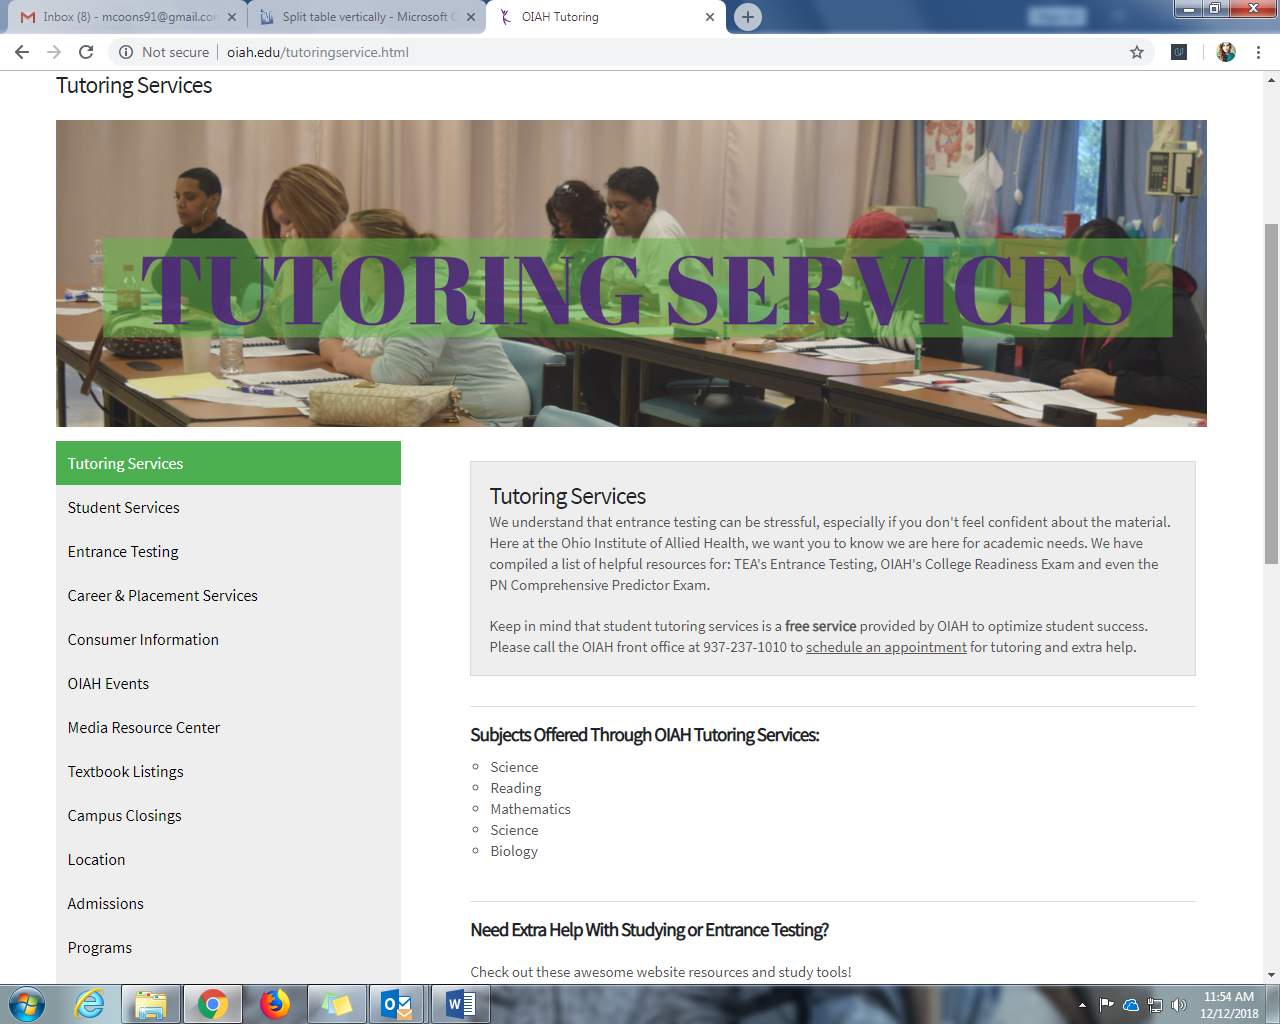 Inbox (8) - mcoons91@gmail.con
Split table vertically - Microsoft C
OIAH Tutoring
Not secure
oiah.edu/tutoringservice.html
Tutoring Services
TUTORING SERVICES
Tutoring Services
Student Services
Entrance Testing
Career & Placement Services
Consumer Information
OIAH Events
Media Resource Center
Textbook Listings
Campus Closings
Location
Admissions
Programs
Tutoring Services
We understand that entrance testing can be stressful, especially if you don't feel confident about the material.
Here at the Ohio Institute of Allied Health, we want you to know we are here for academic needs. We have
compiled a list of helpful resources for: TEA's Entrance Testing, OIAH's College Readiness Exam and even the
PN Comprehensive Predictor Exam.
Keep in mind that student tutoring services is a free service provided by OIAH to optimize student success.
Please call the OIAH front office at 937-237-1010 to schedule an appointment for tutoring and extra help.
Subjects Offered Through OIAH Tutoring Services:
Science
Reading
Mathematics
Science
Biology
Need Extra Help With Studying or Entrance Testing?
Check out these awesome website resources and study tools!
11:54 AM
12/12/2018